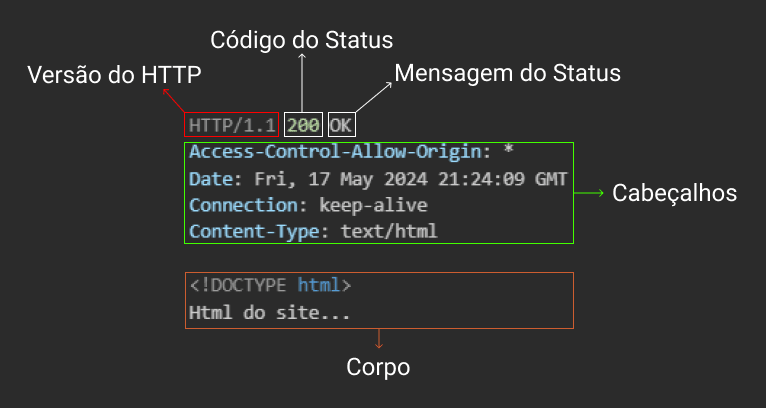 Código do Status
Versão do HTTP
Mensagem do Status
HTTP/1.1 200 OK
Access-Control-Allow-Origin: *
Date: Fri, 17 May 2024 21:24:09 GMT
Connection: keep-alive
Content-Type: text/html
Cabeçalhos
<!DOCTYPE html>
Html do site...
Corpo